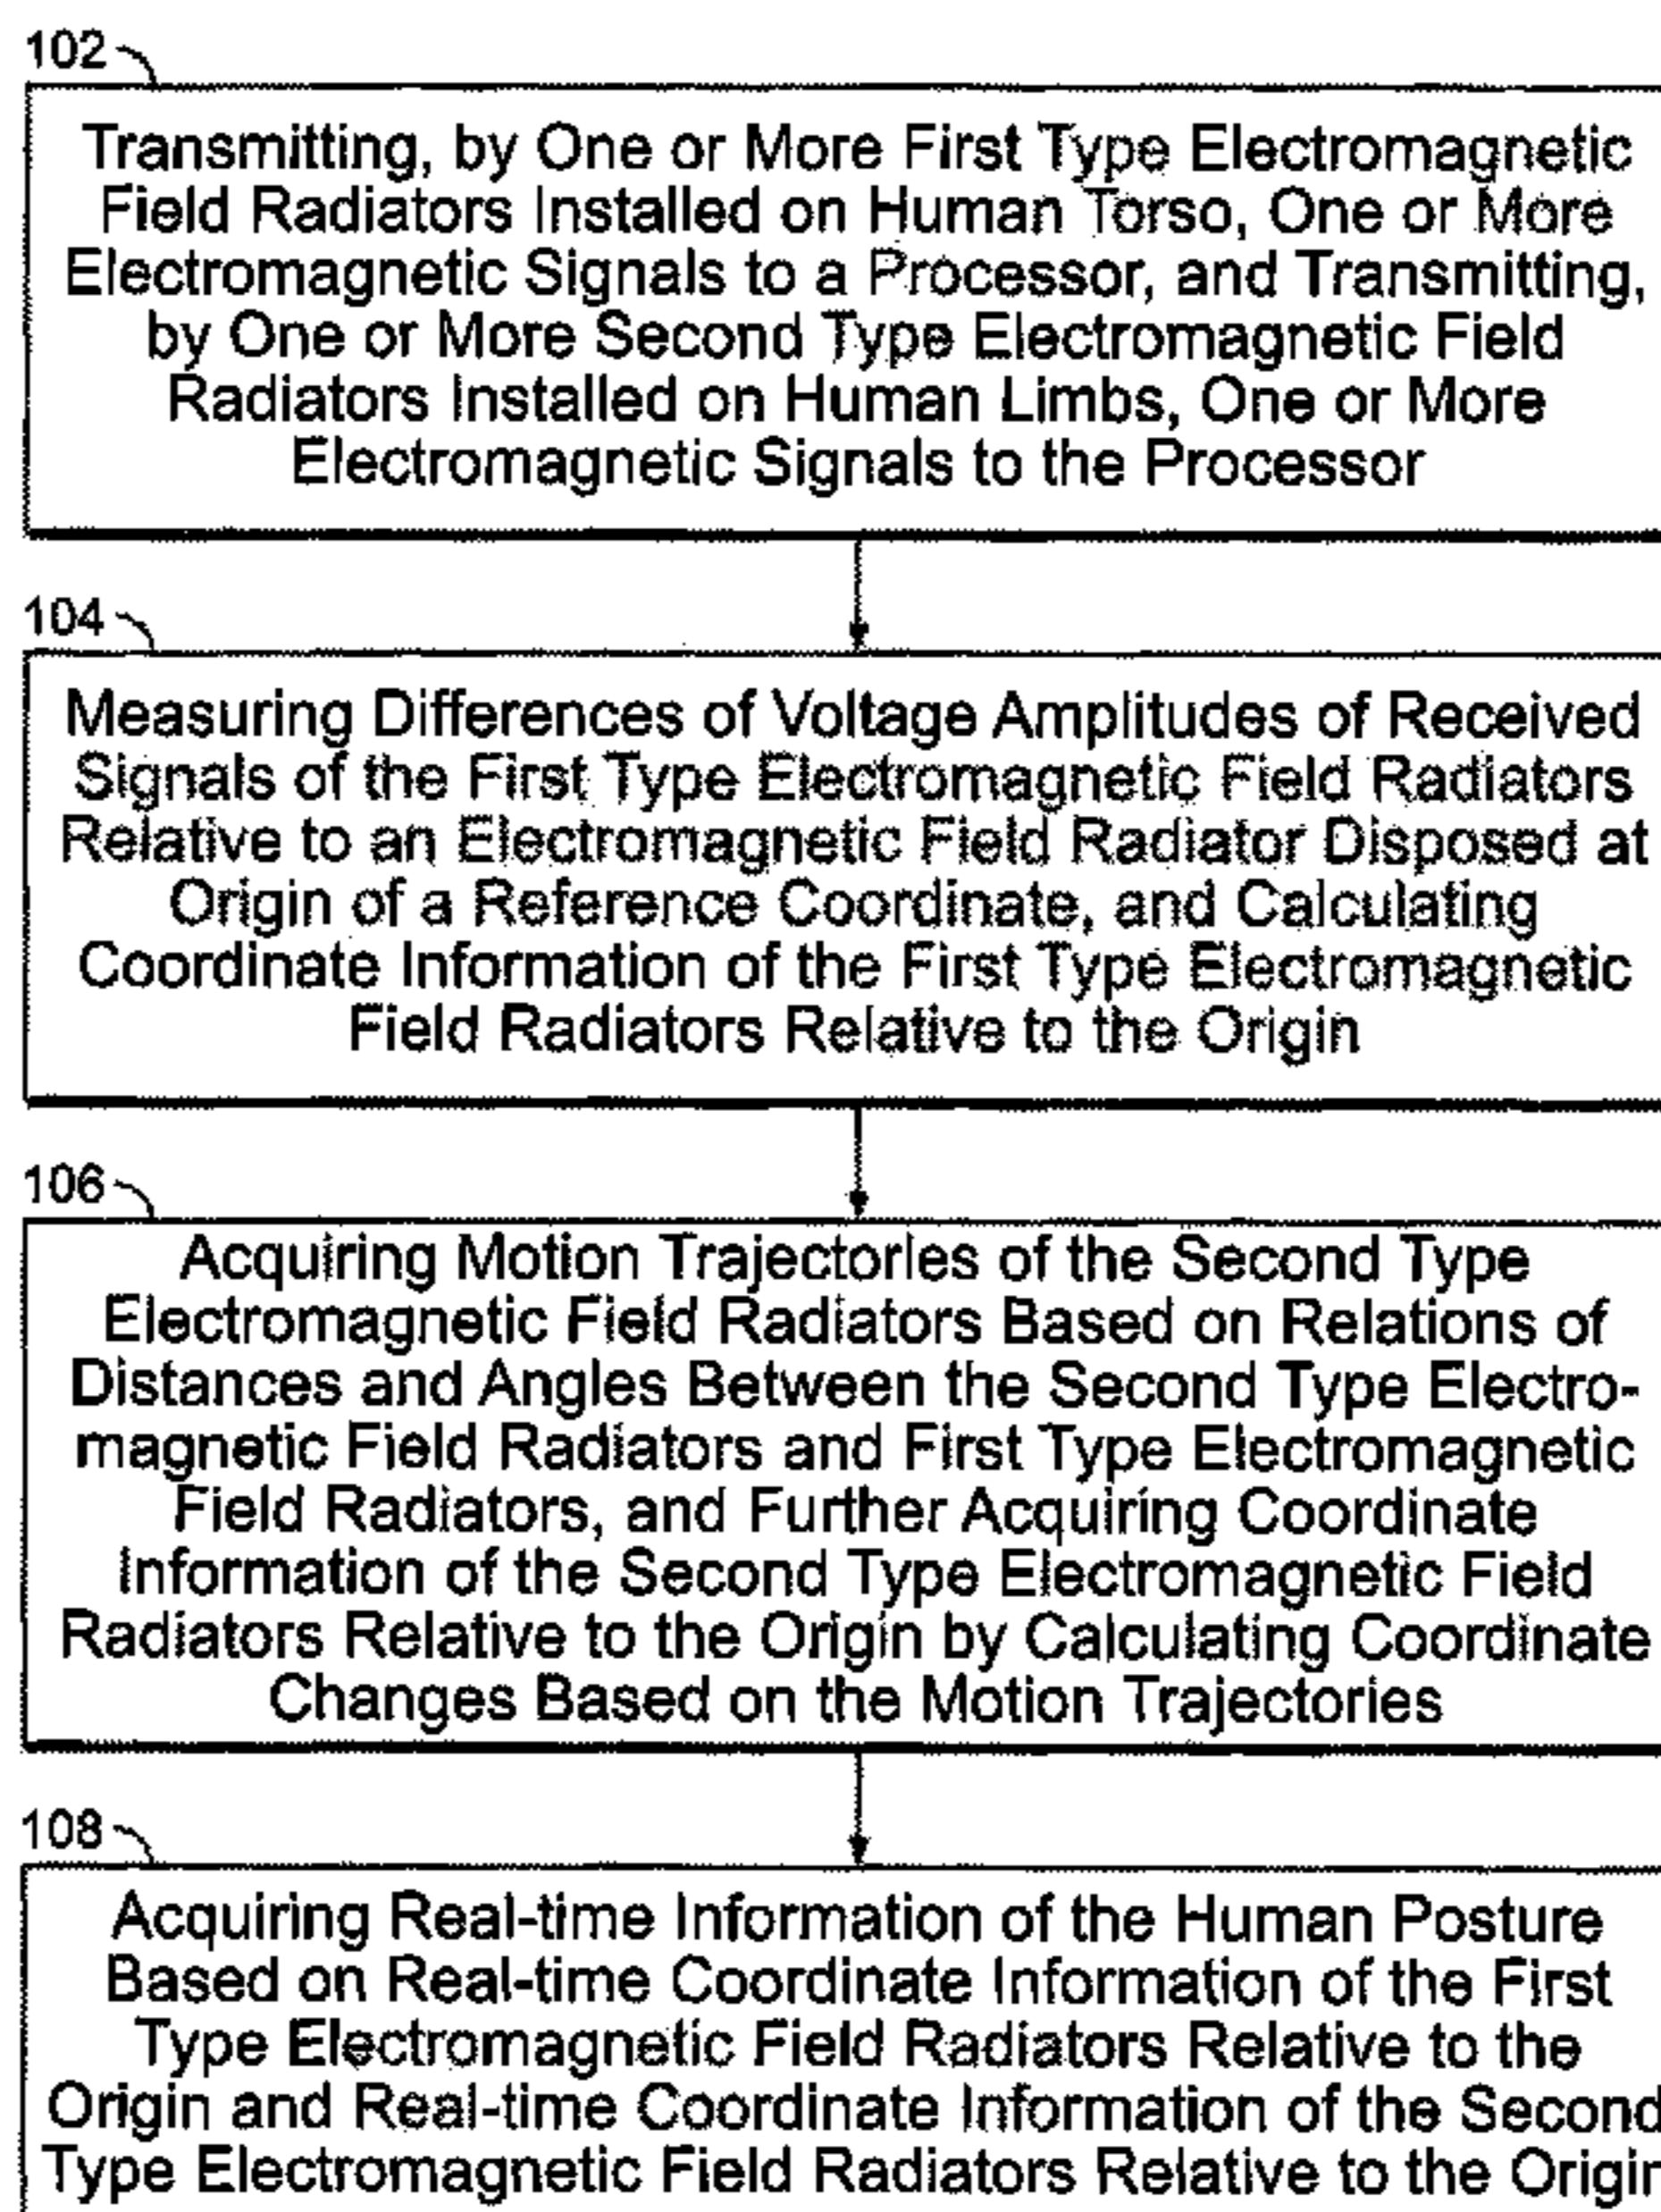 102
Transmitting, by One or More First Type Electromagnetic
Field Radiators Installed on Human Torso, One or More
Electromagnetic Signals to a Processor, and Transmitting,
by One or More Second Type Electromagnetic Field
Radiators Installed on Human Limbs, One or More
Electromagnetic Signals to the Processor
104
Measuring Differences of Voltage Amplitudes of Received
Signals of the First Type Electromagnetic Field Radiators
Relative to an Electromagnetic Field Radiator Disposed at
Origin of a Reference Coordinate, and Calculating
Coordinate Information of the First Type Electromagnetic
Field Radiators Relative to the Origin
106
Acquiring Motion Trajectories of the Second Type
Electromagnetic Field Radiators Based on Relations of
Distances and Angles Between the Second Type Electro-
magnetic Field Radiators and First Type Electromagnetic
Field Radiators, and Further Acquiring Coordinate
Information of the Second Type Electromagnetic Field
Radiators Relative to the Origin by Calculating Coordinate
Changes Based on the Motion Trajectories
108
Acquiring Real-time Information of the Human Posture
Based on Real-time Coordinate Information of the First
Type Electromagnetic Field Radiators Relative to the
Origin and Real-time Coordinate Information of the Second
Type Electromagnetic Field Radiators Relative to the Origin